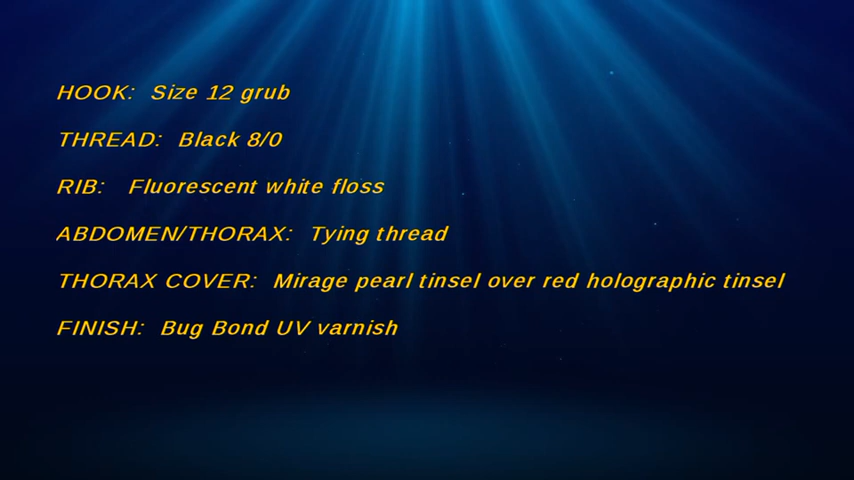 HOOK: Size 12 grub
THREAD: Black 8/0
RIB: Fluorescent white floss
ABDOMEN/THORAX: Tying thread
THORAX COVER: Mirage pearl tinsel over red holographic tinsel
FINISH: Bug Bond UV varnish